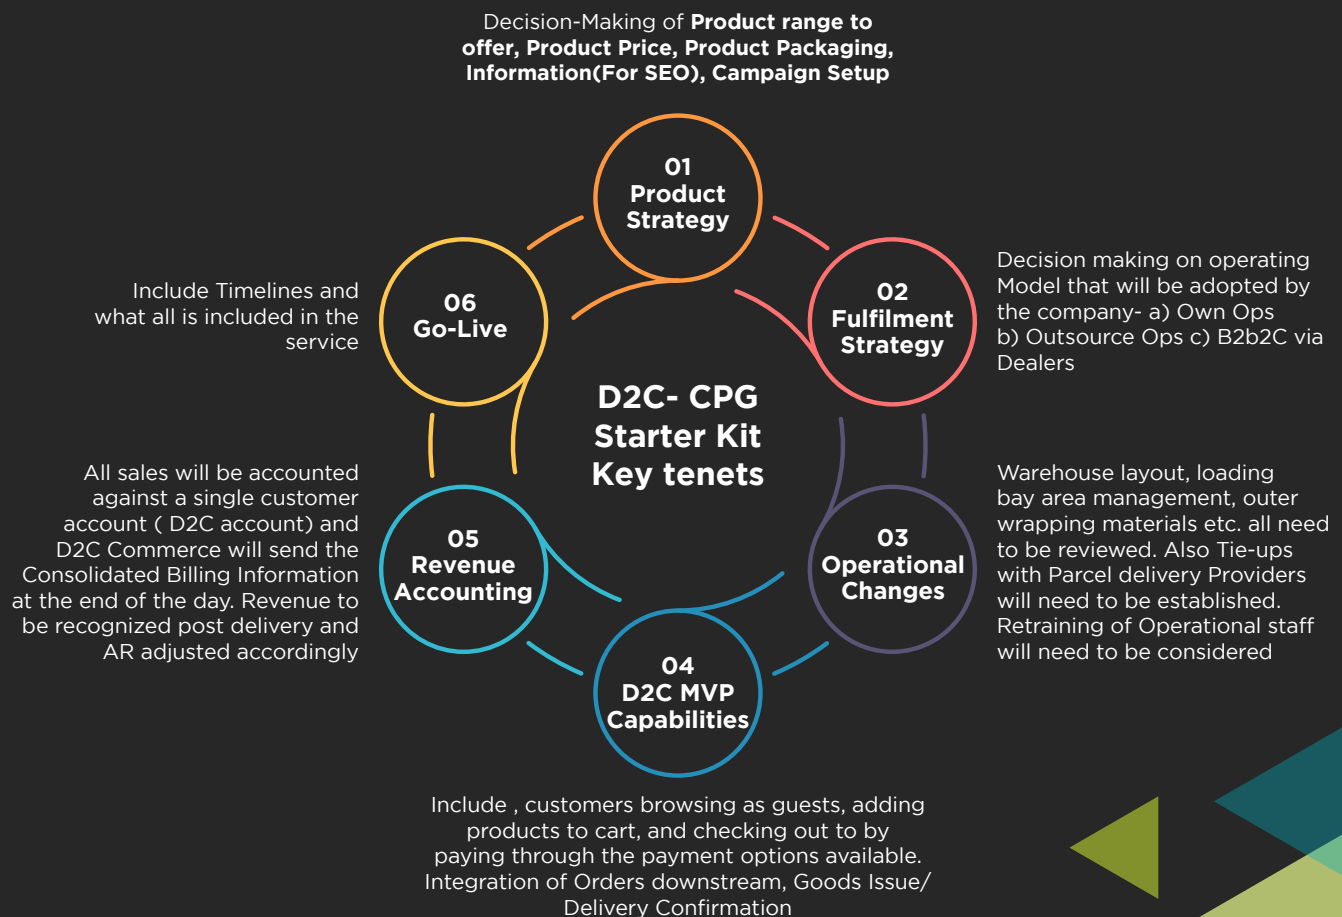 Decision-Making of Product range to
offer, Product Price, Product Packaging,
Information(For SEO), Campaign Setup
01
Product
Strategy
02
Fulfilment
Strategy
Decision making on operating
Model that will be adopted by
the company- a) Own Ops
b) Outsource Ops c) B2b2C via
Dealers
06
Go-Live
Include Timelines and
what all is included in the
service
D2C- CPG
Starter Kit
Key tenets
03
Operational
Changes
Warehouse layout, loading
bay area management, outer
wrapping materials etc. all need
to be reviewed. Also Tie-ups
with Parcel delivery Providers
will need to be established.
Retraining of Operational staff
will need to be considered
05
Revenue
Accounting
All sales will be accounted
against a single customer
account ( D2C account) and
D2C Commerce will send the
Consolidated Billing Information
at the end of the day. Revenue to
be recognized post delivery and
AR adjusted accordingly
04
D2C MVP
Capabilities
Include , customers browsing as guests, adding
products to cart, and checking out to by
paying through the payment options available.
Integration of Orders downstream, Goods Issue/
Delivery Confirmation